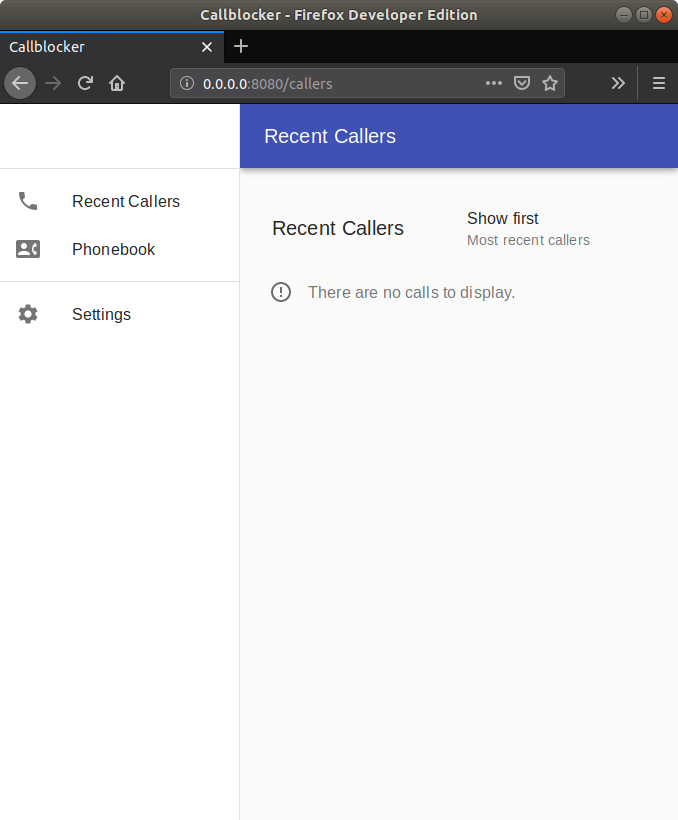 Callblocker - Firefox Developer Edition
Callblocker
0.0.0.0:8080/callers
Recent Callers
Recent Callers
Phonebook
Settings
Recent Callers
Show first
Most recent callers
There are no calls to display.